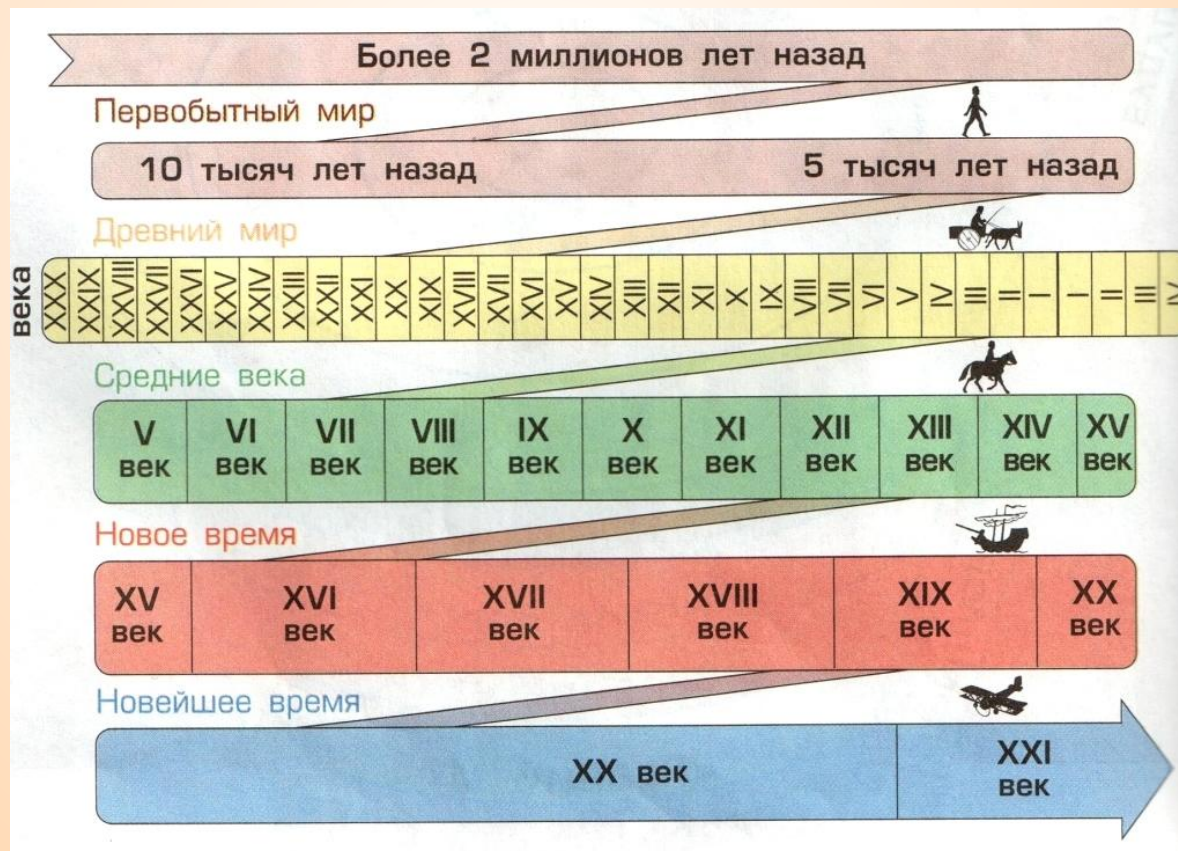 Более 2 миллионов лет назад
Первобытный мир
10 тысяч лет назад 5 тысяч лет назад
Древний мир
века XXX XXIX XXVIII XXVII XXVI XXV XXIV XXIII XXII XXI XX XIX XVIII XVII XVI XV XIV XIII XII XI X IX VIII VII VI V IV III II I I II III IV
Средние века
V VI VII VIII IX X XI XII XIII XIV XV
век век век век век век век век век век век
Новое время
XV XVI XVII XVIII XIX XX
век век век век век век
Новейшее время
XX век XXI
век